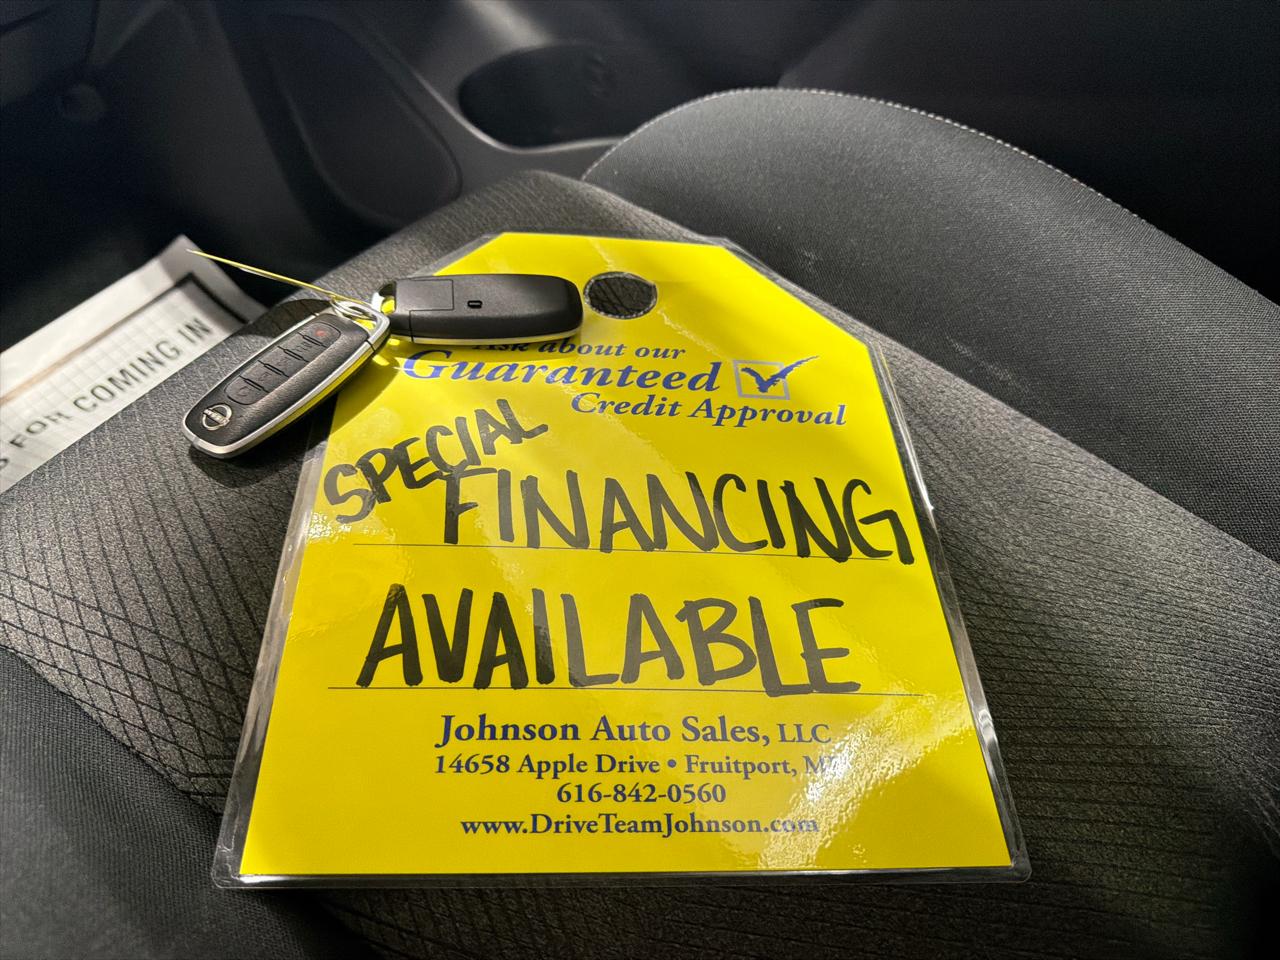 S FOR COMING IN
Ask about our
Guaranteed
Credit Approval
SPECIAL
FINANCING
AVAILABLE
Johnson Auto Sales, LLC
14658 Apple Drive • Fruitport, MI
616-842-0560
www.DriveTeamJohnson.com